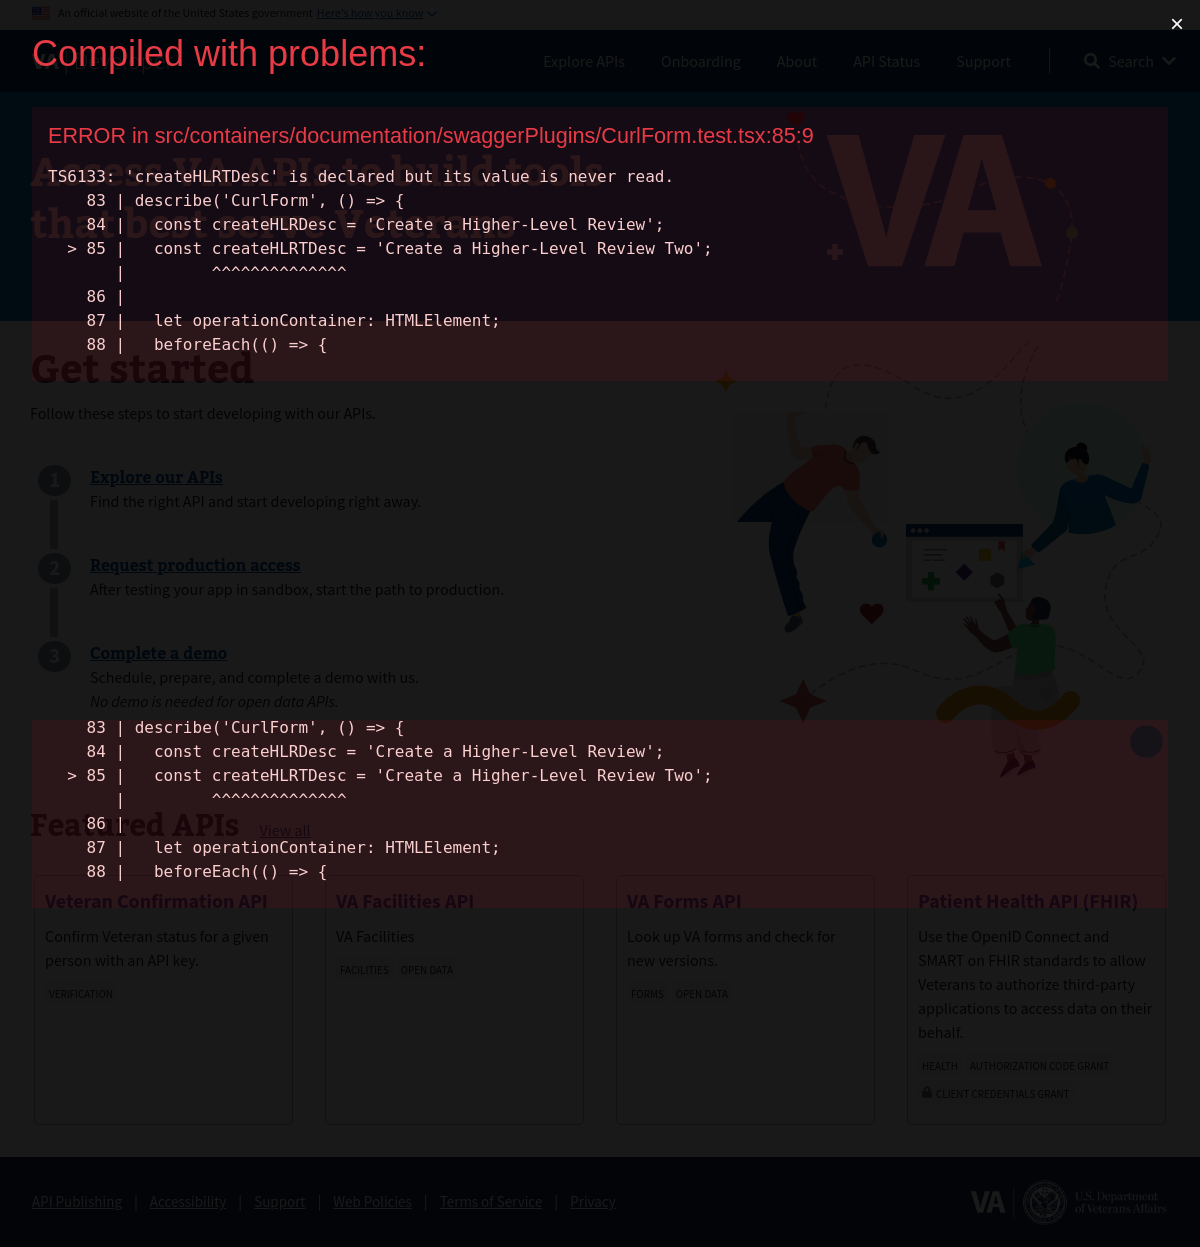 An official website of the United States government Here's how you know
Compiled with problems:
Explore APIs
Onboarding
About
API Status
Support
Search
ERROR in src/containers/documentation/swaggerPlugins/CurlForm.test.tsx:85:9
Access VA APIs to build tools
that best serve Veterans
VA
TS6133: 'createHLRTDesc' is declared but its value is never read.
83 | describe('CurlForm', () => {
84 |   const createHLRDesc = 'Create a Higher-Level Review';
> 85 |   const createHLRTDesc = 'Create a Higher-Level Review Two';
|         ^^^^^^^^^^^^^^
86 |
87 |   let operationContainer: HTMLElement;
88 |   beforeEach(() => {
Get started
Follow these steps to start developing with our APIs.
1
Explore our APIs
Find the right API and start developing right away.
2
Request production access
After testing your app in sandbox, start the path to production.
3
Complete a demo
Schedule, prepare, and complete a demo with us.
No demo is needed for open data APIs.
83 | describe('CurlForm', () => {
84 |   const createHLRDesc = 'Create a Higher-Level Review';
> 85 |   const createHLRTDesc = 'Create a Higher-Level Review Two';
|         ^^^^^^^^^^^^^^
86 |
87 |   let operationContainer: HTMLElement;
88 |   beforeEach(() => {
Featured APIs
View all
Veteran Confirmation API
Confirm Veteran status for a given
person with an API key.
VERIFICATION
VA Facilities API
VA Facilities
FACILITIES
OPEN DATA
VA Forms API
Look up VA forms and check for
new versions.
FORMS
OPEN DATA
Patient Health API (FHIR)
Use the OpenID Connect and
SMART on FHIR standards to allow
Veterans to authorize third-party
applications to access data on their
behalf.
HEALTH
AUTHORIZATION CODE GRANT
CLIENT CREDENTIALS GRANT
API Publishing | Accessibility | Support | Web Policies | Terms of Service | Privacy
VA
U.S. Department
of Veterans Affairs